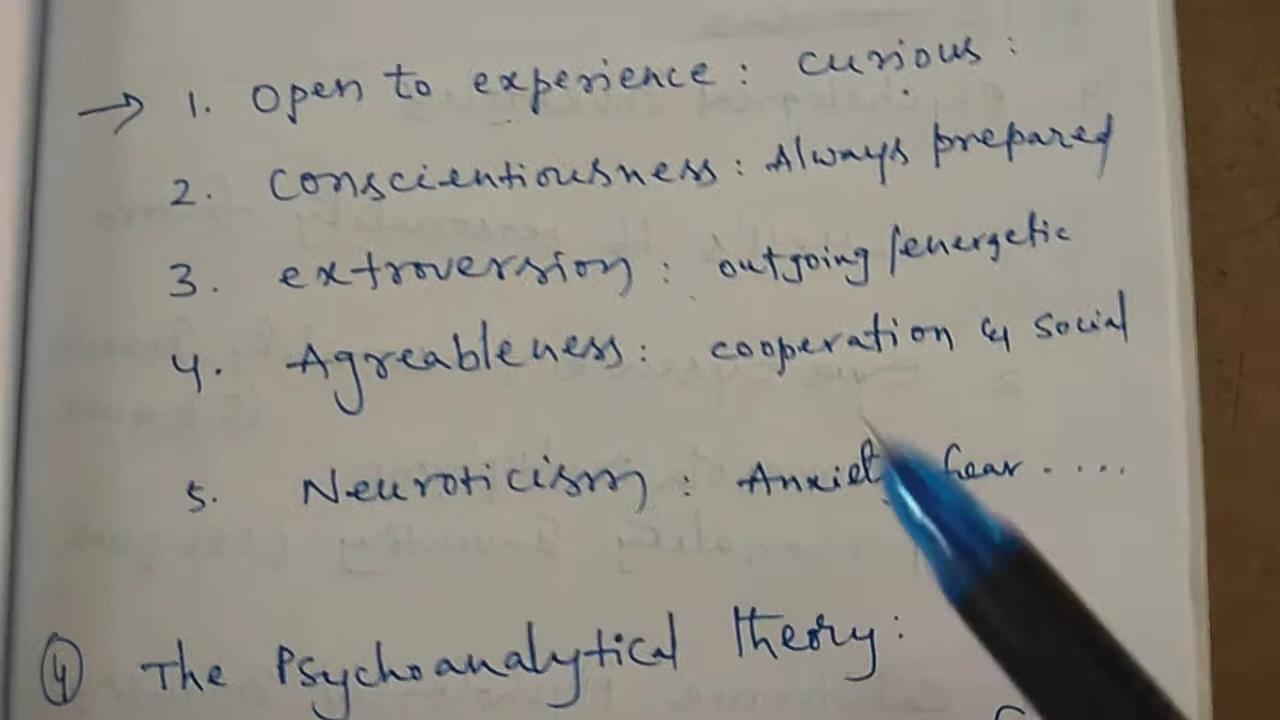 → 1. Open to experience : curious :
2. Conscientiousness : Always prepared
3. extroversion : outgoing / energetic
4. Agreableness : cooperation & social
5. Neuroticism : Anxiety fear . . . .
④ The Psychoanalytical theory :